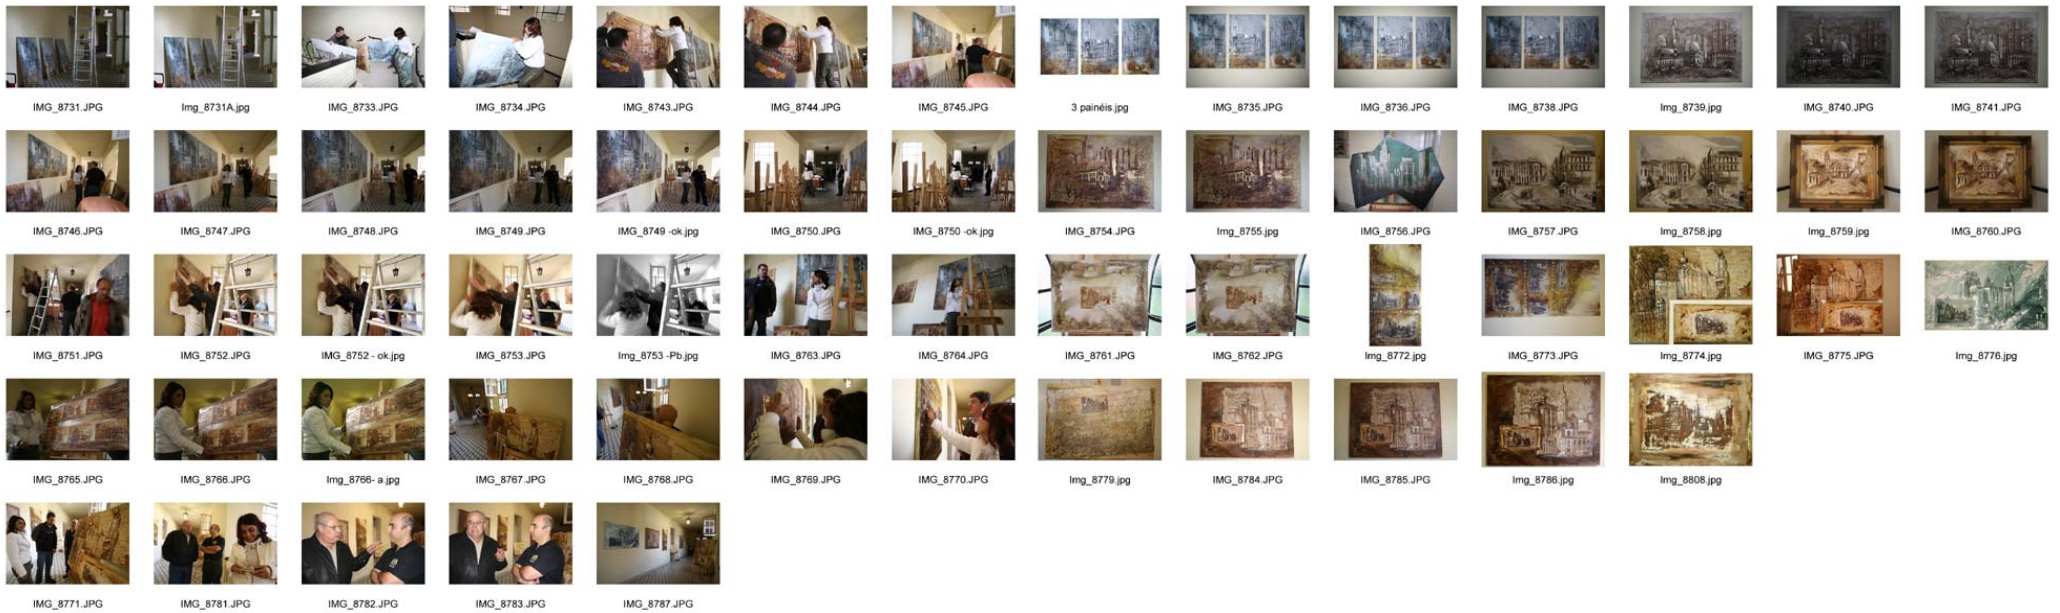 IMG_8731.JPG Img_8731A.jpg IMG_8733.JPG IMG_8734.JPG IMG_8743.JPG IMG_8744.JPG IMG_8745.JPG 3 painéis.jpg IMG_8735.JPG IMG_8736.JPG IMG_8738.JPG Img_8739.jpg IMG_8740.JPG IMG_8741.JPG
IMG_8746.JPG IMG_8747.JPG IMG_8748.JPG IMG_8749.JPG IMG_8749 -ok.jpg IMG_8750.JPG IMG_8750 -ok.jpg IMG_8754.JPG Img_8755.jpg IMG_8756.JPG IMG_8757.JPG Img_8758.jpg Img_8759.jpg IMG_8760.JPG
IMG_8751.JPG IMG_8752.JPG IMG_8752 - ok.jpg IMG_8753.JPG Img_8753 -Pb.jpg IMG_8763.JPG IMG_8764.JPG IMG_8761.JPG IMG_8762.JPG Img_8772.jpg IMG_8773.JPG Img_8774.jpg IMG_8775.JPG Img_8776.jpg
IMG_8765.JPG IMG_8766.JPG Img_8766- a.jpg IMG_8767.JPG IMG_8768.JPG IMG_8769.JPG IMG_8770.JPG Img_8779.jpg IMG_8784.JPG IMG_8785.JPG Img_8786.jpg Img_8808.jpg
IMG_8771.JPG IMG_8781.JPG IMG_8782.JPG IMG_8783.JPG IMG_8787.JPG